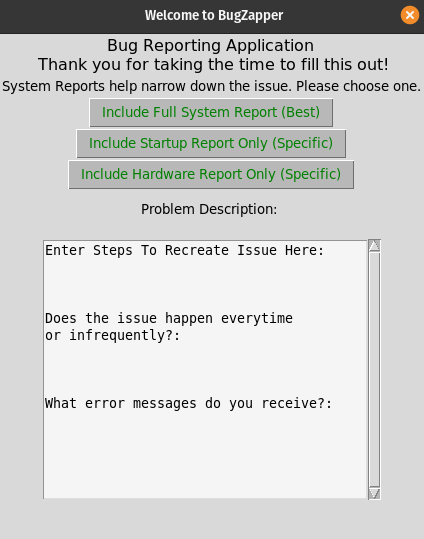 Welcome to BugZapper
Bug Reporting Application
Thank you for taking the time to fill this out!
System Reports help narrow down the issue. Please choose one.
Include Full System Report (Best)
Include Startup Report Only (Specific)
Include Hardware Report Only (Specific)
Problem Description:
Enter Steps To Recreate Issue Here:
Does the issue happen everytime
or infrequently?:
What error messages do you receive?: